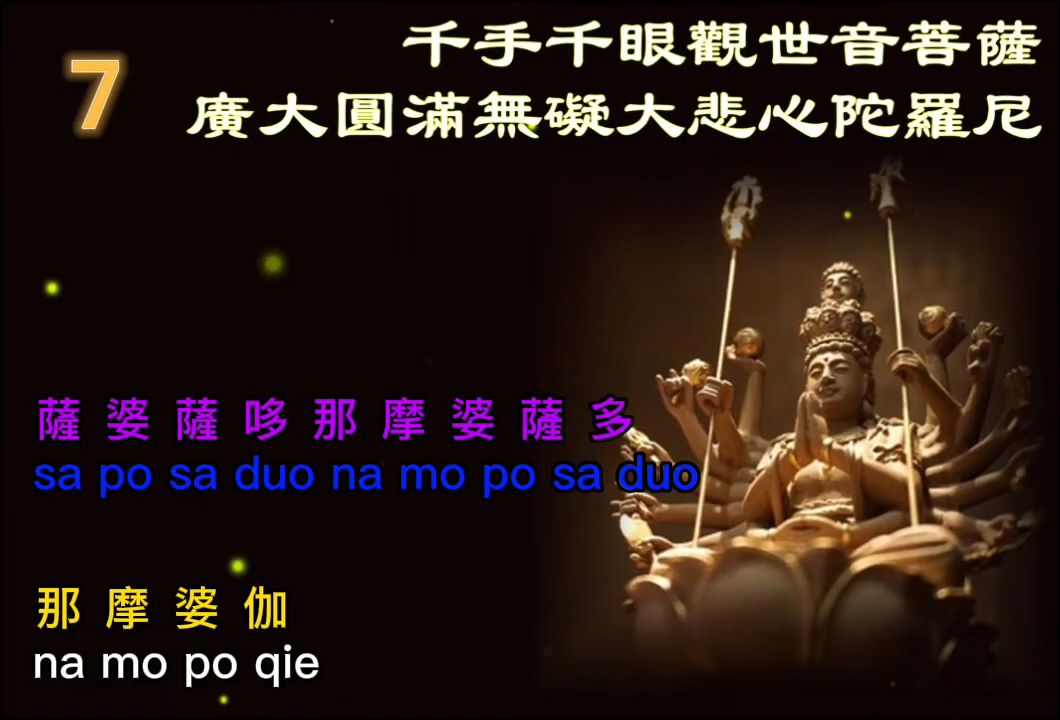 7
千手千眼觀世音菩薩
廣大圓滿無礙大悲心陀羅尼
薩婆薩哆那摩婆薩多
sa po sa duo na mo po sa duo
那摩婆伽
na mo po qie